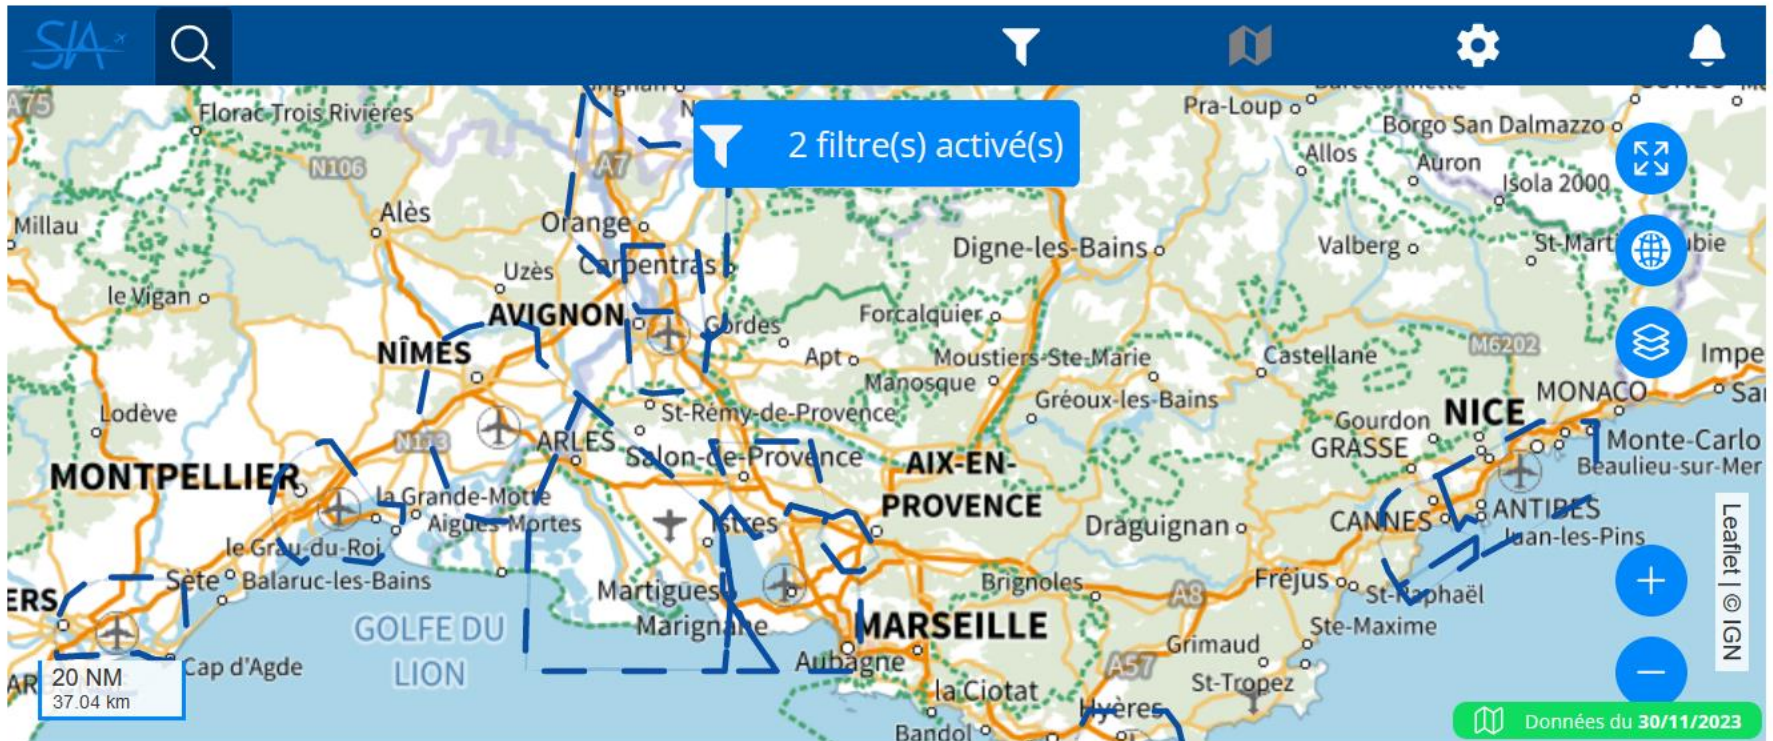 SIA
2 filtre(s) activé(s)
A75
Florac Trois Rivières
N106
A7
Pra-Loup
Borgo San Dalmazzo
Allos
Auron
Isola 2000
Millau
Alès
Orange
Digne-les-Bains
Valberg
Uzès
Carpentras
le Vigan
AVIGNON
Gordes
Forcalquier
NÎMES
Apt
Moustiers-Ste-Marie
Castellane
M6202
Manosque
MONACO
Lodève
St-Rémy-de-Provence
Gréoux-les-Bains
Gourdon
NICE
N113
ARLES
Salon-de-Provence
AIX-EN-
PROVENCE
GRASSE
Monte-Carlo
Beaulieu-sur-Mer
MONTPELLIER
la Grande-Motte
Aigues-Mortes
Istres
Draguignan
CANNES
ANTIBES
Juan-les-Pins
le Grau-du-Roi
Sète
Balaruc-les-Bains
Martigues
Brignoles
A8
Fréjus
St-Raphaël
GOLFE DU
LION
Marignane
MARSEILLE
Ste-Maxime
Grimaud
Cap d'Agde
Aubagne
A57
St-Tropez
la Ciotat
Hyères
Bandol
20 NM
37.04 km
Leaflet | © IGN
Données du 30/11/2023